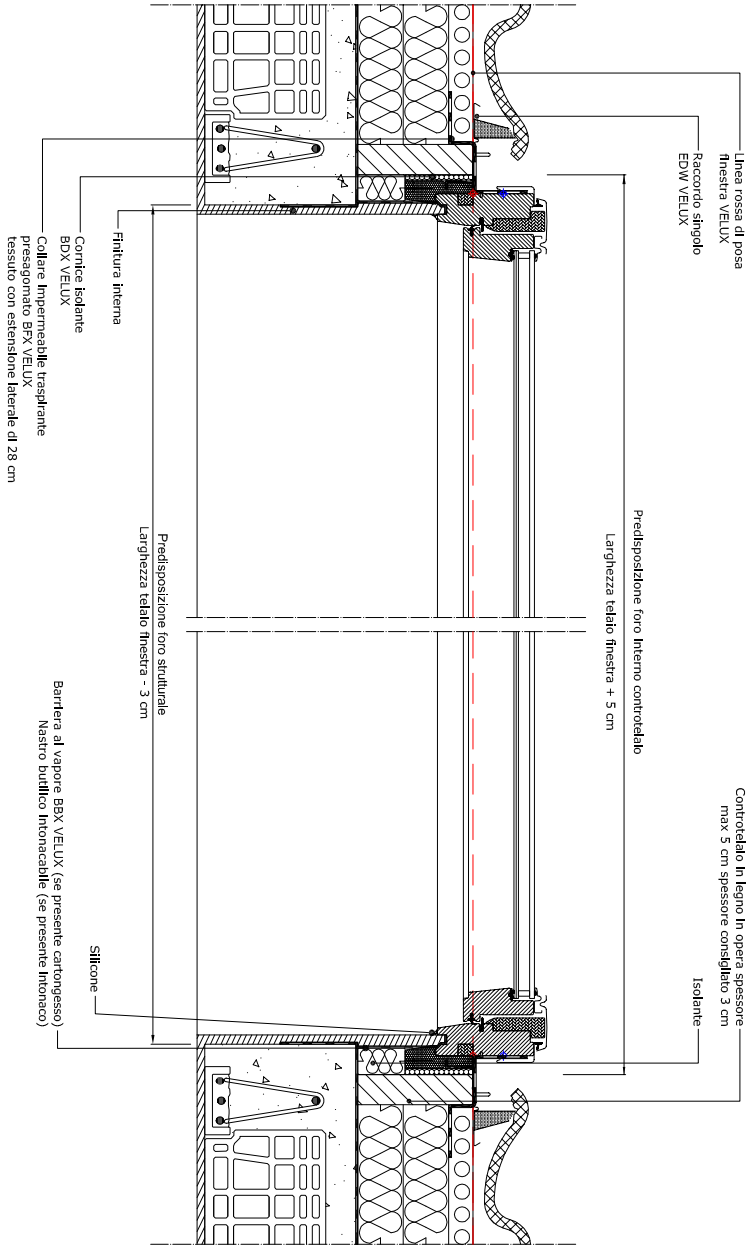 Linea rossa di posa
finestra VELUX
Raccordo singolo
EDW VELUX
Finitura interna
Cornice isolante
BDX VELUX
Collare impermeabile traspirante
presagomato BFX VELUX
tessuto con estensione laterale di 28 cm
Predisposizione foro interno controtelaio
Larghezza telaio finestra + 5 cm
Predisposizione foro strutturale
Larghezza telaio finestra - 3 cm
Controtelaio in legno in opera spessore
max 5 cm spessore consigliato 3 cm
Isolante
Silicone
Barriera al vapore BBX VELUX (se presente cartongesso)
Nastro butilico intonacabile (se presente intonaco)